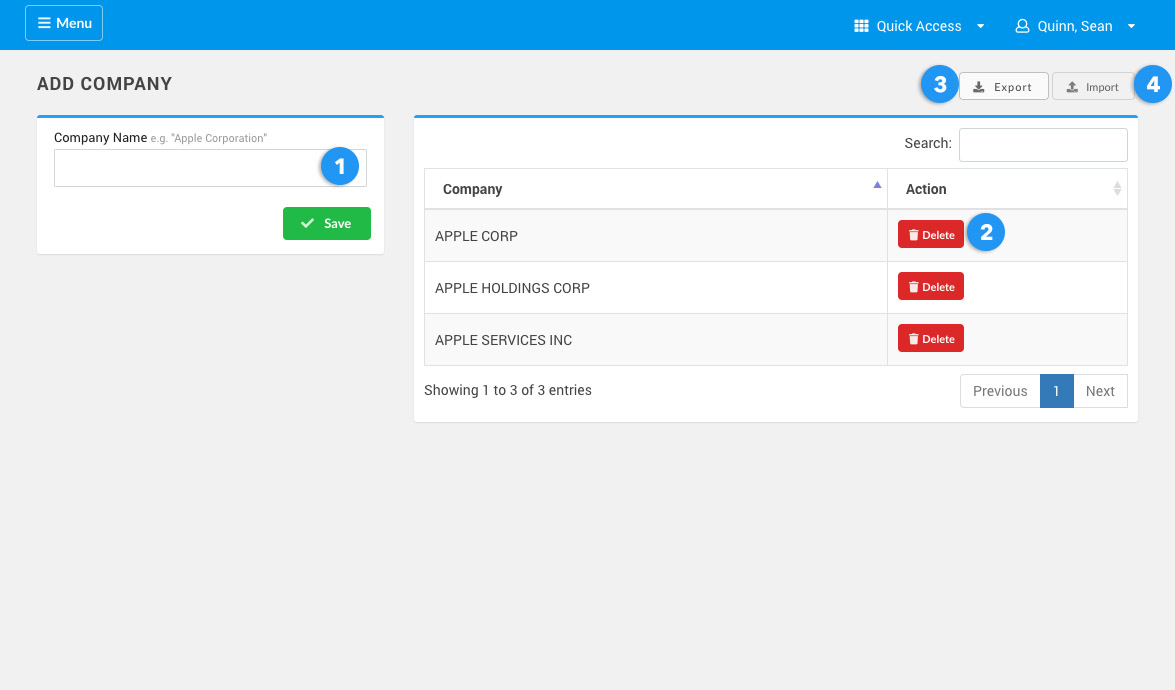 Menu
Quick Access
Quinn, Sean
ADD COMPANY
3
Export
Import
4
Company Name e.g. "Apple Corporation"
1
Save
Search:
Company
Action
APPLE CORP
Delete
2
APPLE HOLDINGS CORP
Delete
APPLE SERVICES INC
Delete
Showing 1 to 3 of 3 entries
Previous
1
Next